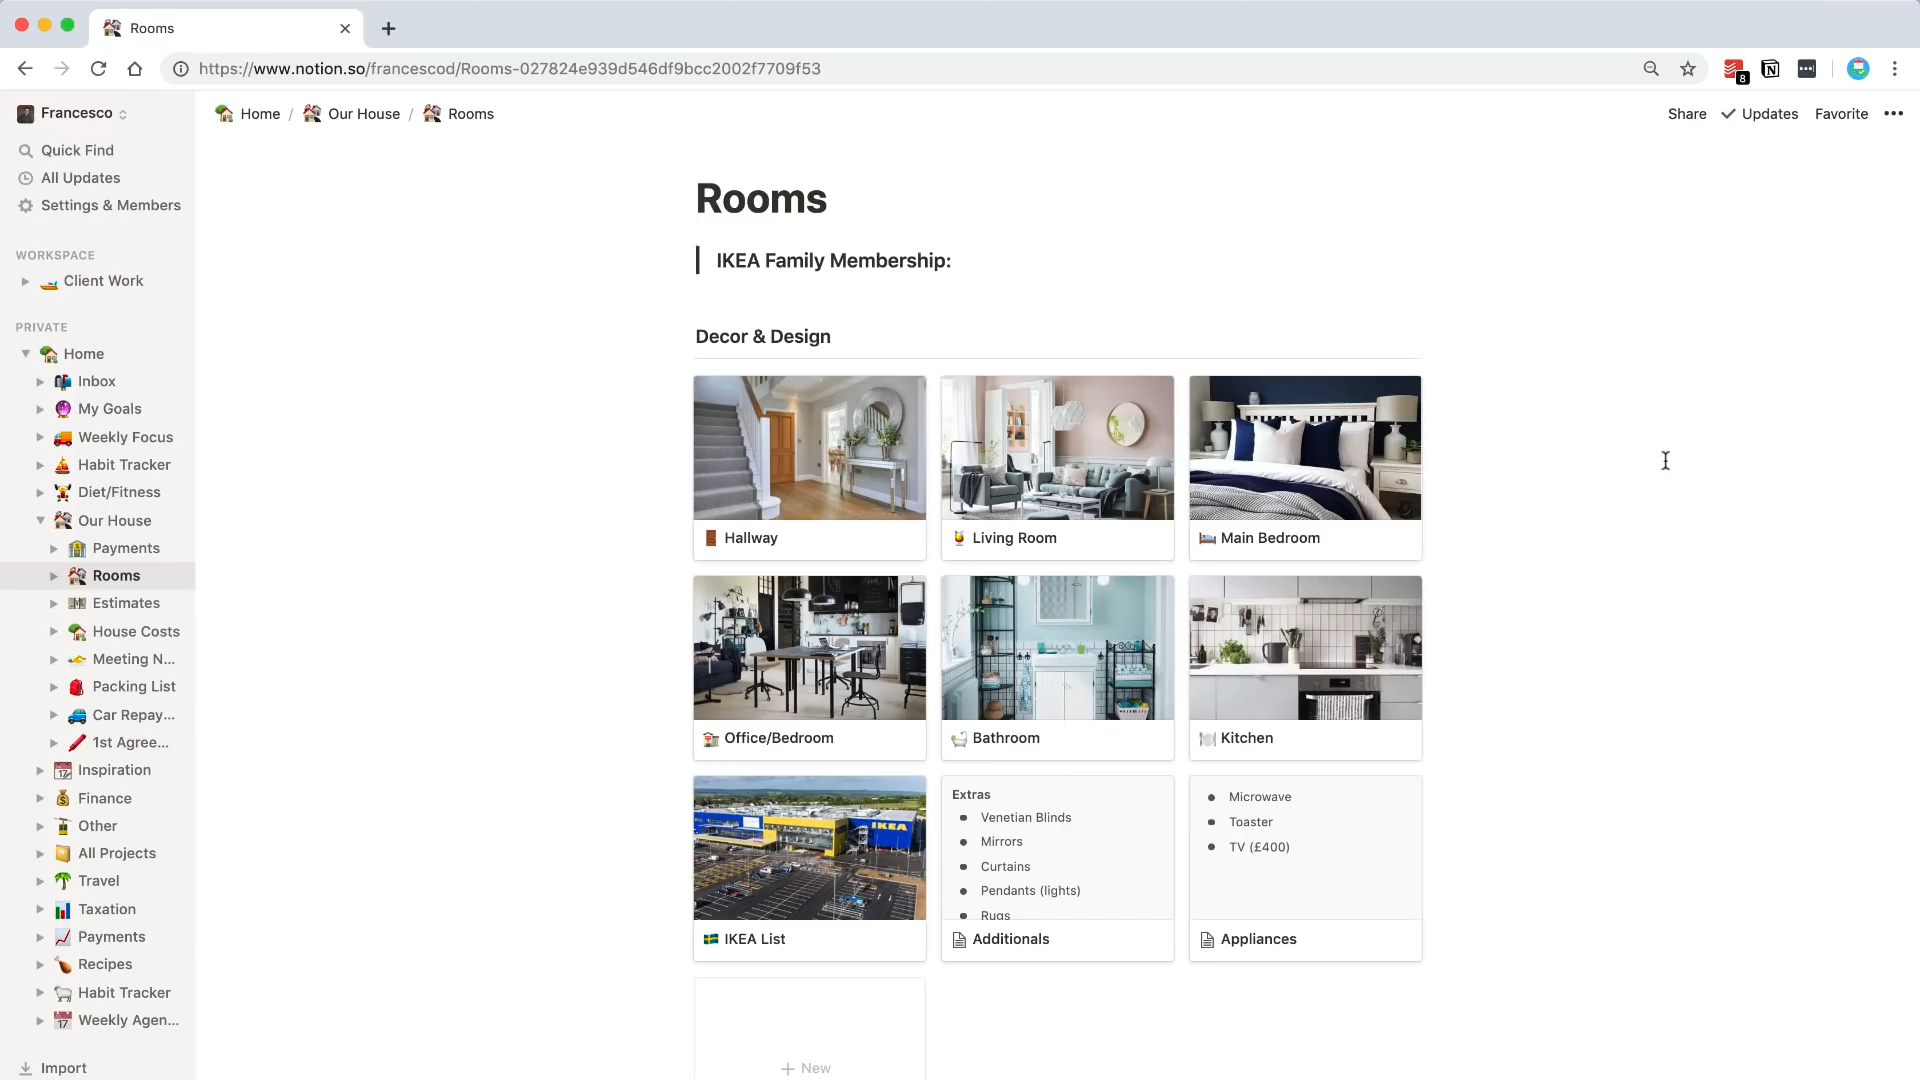 Rooms
https://www.notion.so/francescod/Rooms-027824e939d546df9bcc2002f7709f53
8
Francesco
Home / Our House / Rooms
Share Updates Favorite
Quick Find
All Updates
Settings & Members
WORKSPACE
Client Work
PRIVATE
Home
Inbox
My Goals
Weekly Focus
Habit Tracker
Diet/Fitness
Our House
Payments
Rooms
Estimates
House Costs
Meeting N...
Packing List
Car Repay...
1st Agree...
Inspiration
Finance
Other
All Projects
Travel
Taxation
Payments
Recipes
Habit Tracker
Weekly Agen...
Import
Rooms
IKEA Family Membership:
Decor & Design
Hallway
Living Room
Main Bedroom
Office/Bedroom
Bathroom
Kitchen
IKEA
IKEA List
Extras
Venetian Blinds
Mirrors
Curtains
Pendants (lights)
Rugs
Additionals
Microwave
Toaster
TV (£400)
Appliances
New